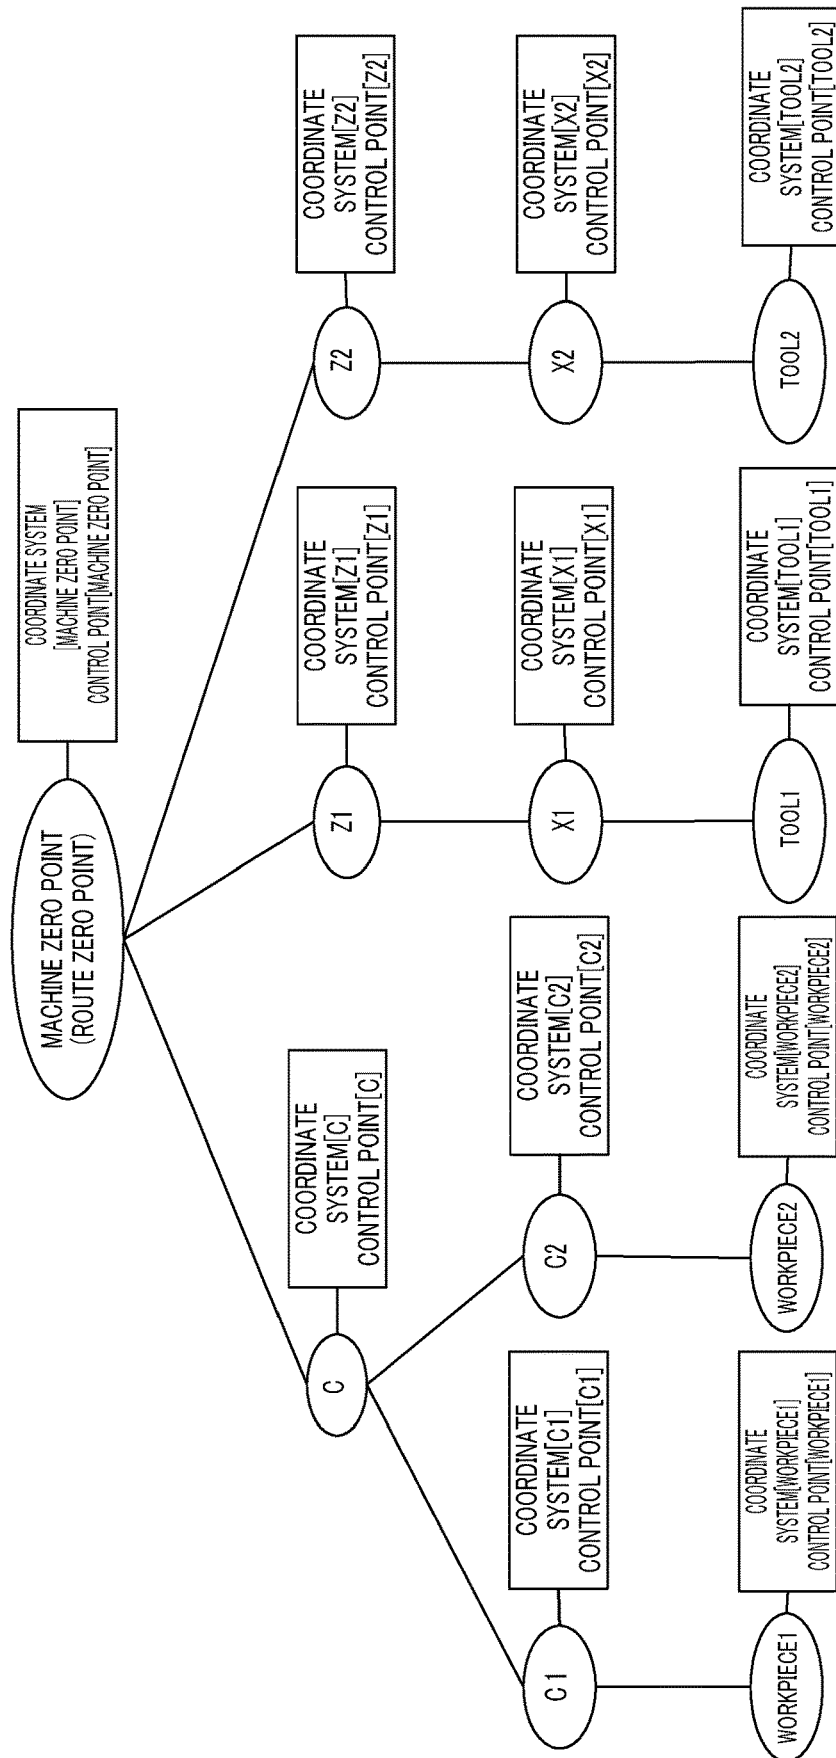 MACHINE ZERO POINT
(ROUTE ZERO POINT)
COORDINATE SYSTEM
[MACHINE ZERO POINT]
CONTROL POINT[MACHINE ZERO POINT]
C
COORDINATE
SYSTEM[C]
CONTROL POINT[C]
Z1
COORDINATE
SYSTEM[Z1]
CONTROL POINT[Z1]
Z2
COORDINATE
SYSTEM[Z2]
CONTROL POINT[Z2]
C1
COORDINATE
SYSTEM[C1]
CONTROL POINT[C1]
C2
COORDINATE
SYSTEM[C2]
CONTROL POINT[C2]
X1
COORDINATE
SYSTEM[X1]
CONTROL POINT[X1]
X2
COORDINATE
SYSTEM[X2]
CONTROL POINT[X2]
WORKPIECE1
COORDINATE
SYSTEM[WORKPIECE1]
CONTROL POINT[WORKPIECE1]
WORKPIECE2
COORDINATE
SYSTEM[WORKPIECE2]
CONTROL POINT[WORKPIECE2]
TOOL1
COORDINATE
SYSTEM[TOOL1]
CONTROL POINT[TOOL1]
TOOL2
COORDINATE
SYSTEM[TOOL2]
CONTROL POINT[TOOL2]